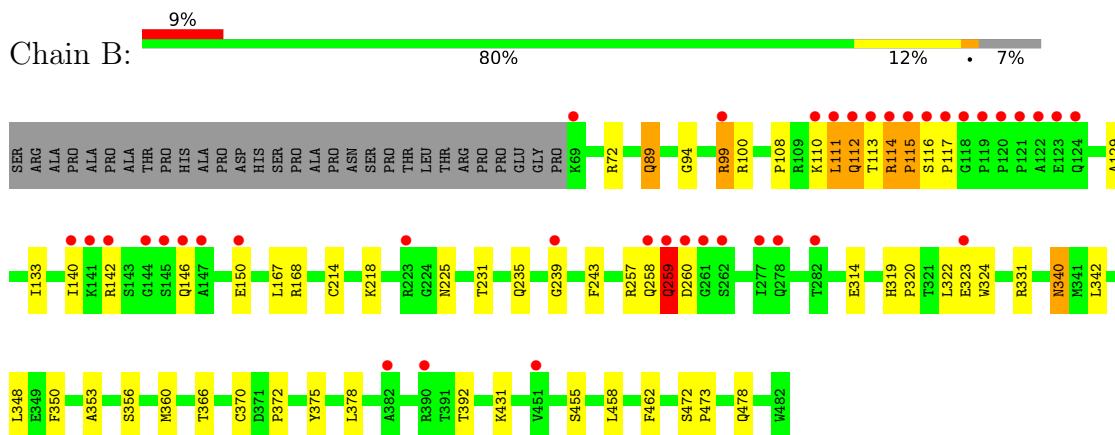 9%
Chain B:
80% 12% • 7%
SER ARG ALA PRO ALA PRO ALA THR PRO HIS ALA PRO ASP HIS SER PRO ALA PRO ASN SER PRO THR LEU THR ARG PRO PRO GLU GLY PRO K69 R72 Q89 G94 R99 R100 P108 R109 K110 L111 Q112 T113 R114 P115 S116 P117 G118 P119 P120 P121 A122 E123 Q124 A129
I133 I140 K141 R142 S143 G144 S145 Q146 A147 E150 L167 R168 C214 K218 R223 G224 N225 T231 Q235 G239 F243 R257 Q258 Q259 D260 G261 S262 I277 Q278 T282 E314 H319 P320 T321 L322 E323 W324 R331 N340 M341 L342
L348 E349 F350 A353 S356 M360 T366 C370 D371 P372 Y375 L378 A382 R390 T391 T392 K431 V451 S455 L458 F462 S472 P473 Q478 W482